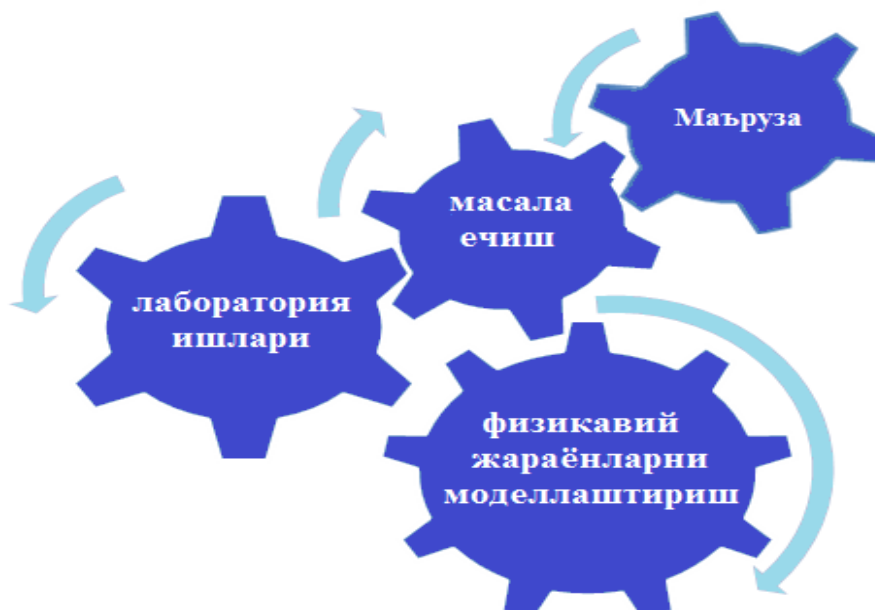 Маъруза
масала
ечиш
лаборатория
ишлари
физикавий
жараёнларни
моделлаштириш